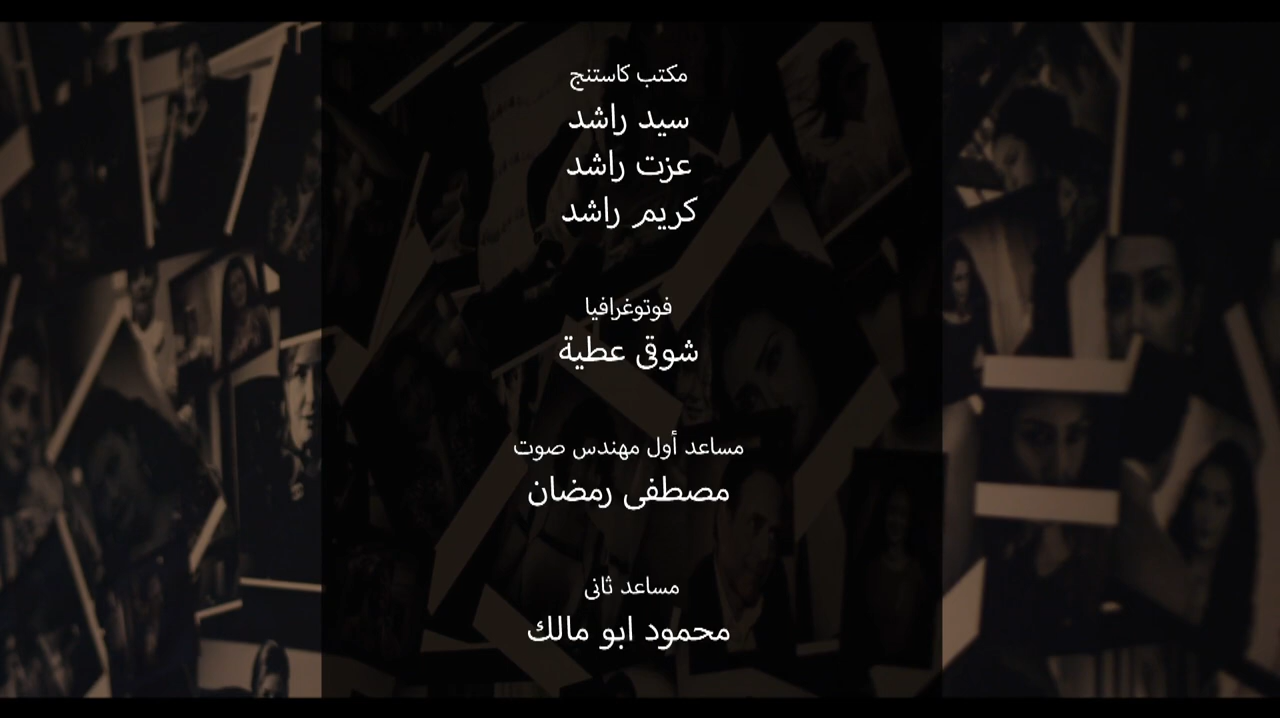 مكتب كاستنج
سيد راشد
عزت راشد
كريم راشد
فوتوغرافيا
شوقى عطية
مساعد أول مهندس صوت
مصطفى رمضان
مساعد ثانى
محمود ابو مالك